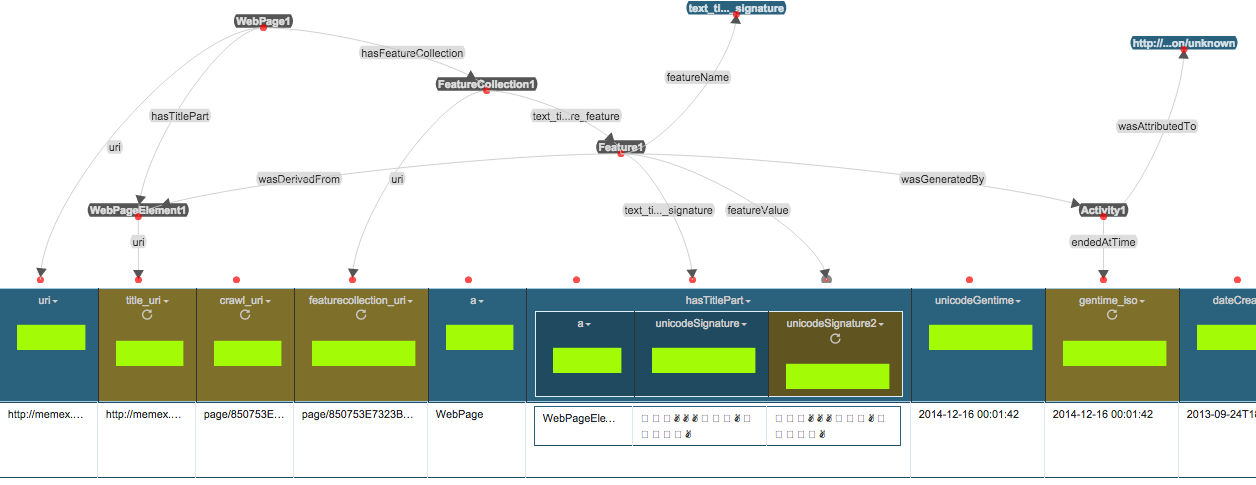 WebPage1
text_ti..._signature
http://...on/unknown
hasFeatureCollection
FeatureCollection1
featureName
hasTitlePart
text_ti...re_feature
wasAttributedTo
uri
Feature1
wasDerivedFrom
uri
wasGeneratedBy
WebPageElement1
text_ti..._signature
featureValue
Activity1
uri
endedAtTime
uri
title_uri
crawl_uri
featurecollection_uri
a
hasTitlePart
unicodeGentime
gentime_iso
dateCrea
a
unicodeSignature
unicodeSignature2
http://memex....
http://memex....
page/850753E...
page/850753E7323B...
WebPage
WebPageEle...
2014-12-16 00:01:42
2014-12-16 00:01:42
2013-09-24T18